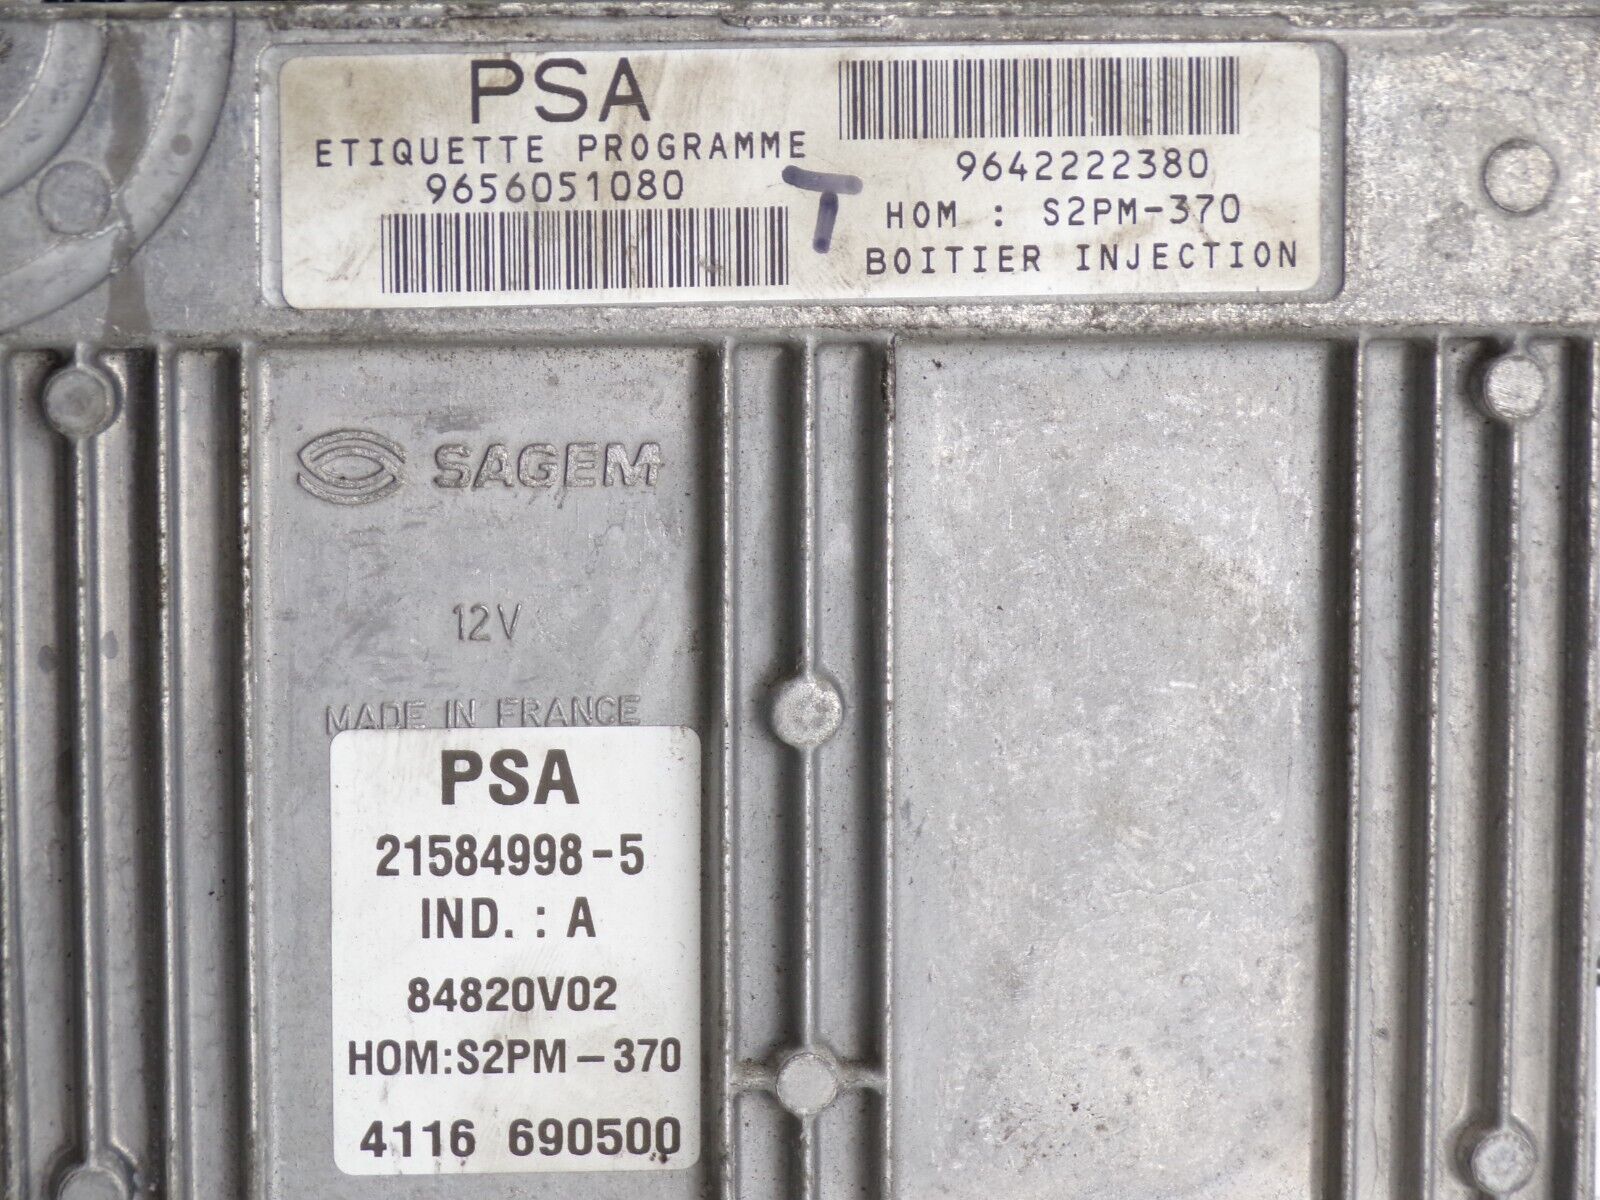 PSA
ETIQUETTE PROGRAMME
9656051080
T
9642222380
HOM : S2PM-370
BOITIER INJECTION
SAGEM
12V
MADE IN FRANCE
PSA
21584998-5
IND. : A
84820V02
HOM:S2PM-370
4116 690500